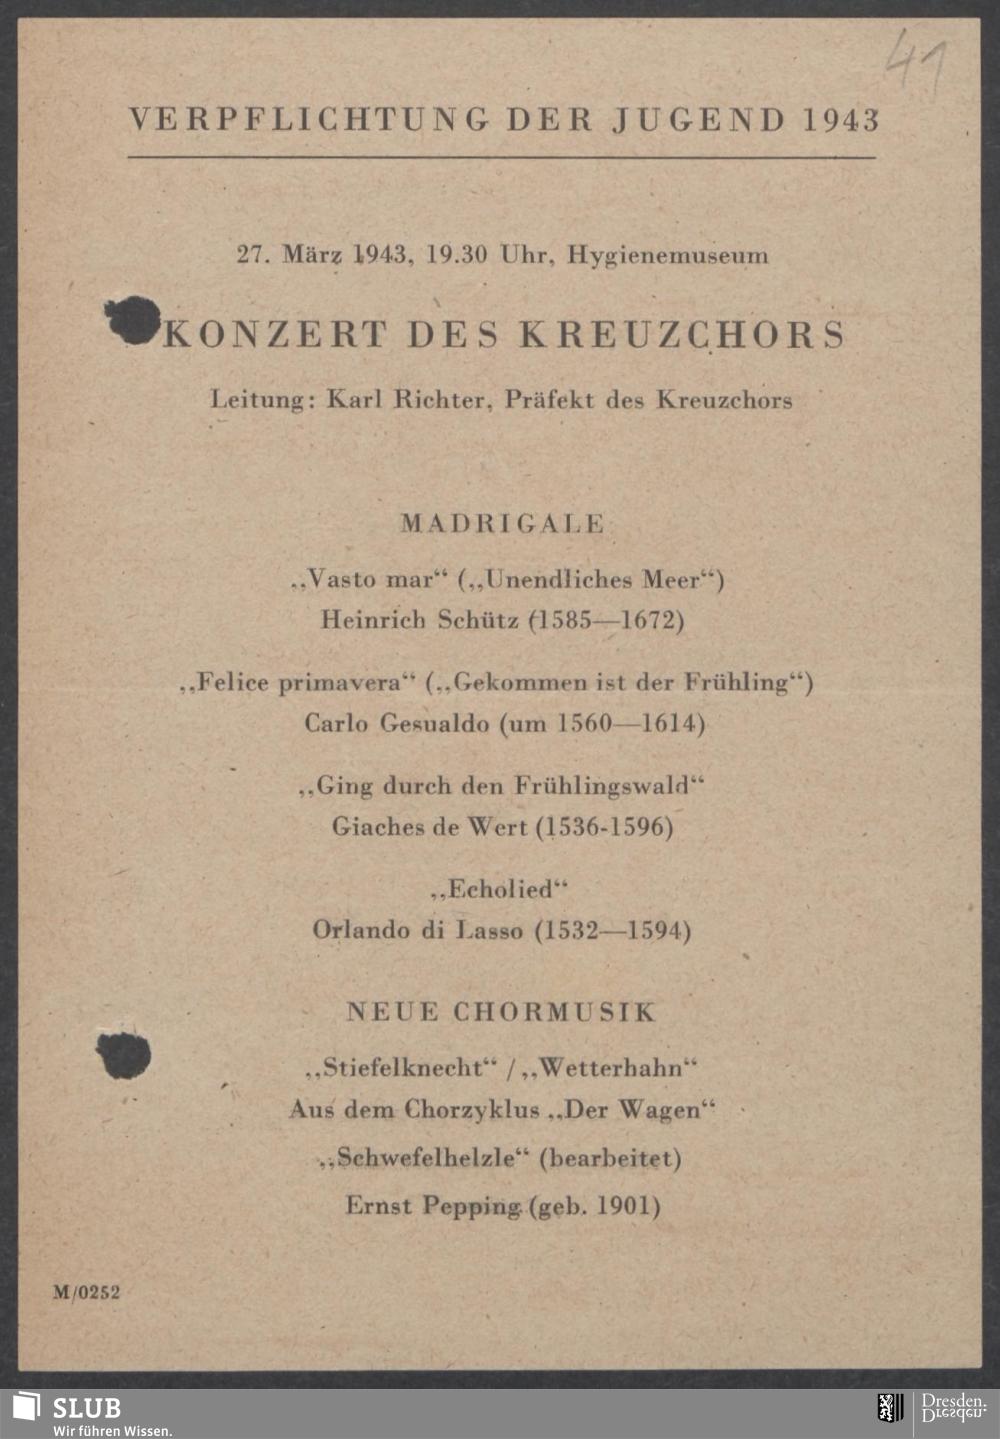 41
VERPFLICHTUNG DER JUGEND 1943
27. März 1943, 19.30 Uhr, Hygienemuseum
KONZERT DES KREUZCHORS
Leitung: Karl Richter, Präfekt des Kreuzchors
MADRIGALE
„Vasto mar“ („Unendliches Meer“)
Heinrich Schütz (1585—1672)
„Felice primavera“ („Gekommen ist der Frühling“)
Carlo Gesualdo (um 1560—1614)
„Ging durch den Frühlingswald“
Giaches de Wert (1536-1596)
„Echolied“
Orlando di Lasso (1532—1594)
NEUE CHORMUSIK
„Stiefelknecht“ / „Wetterhahn“
Aus dem Chorzyklus „Der Wagen“
„Schwefelhelzle“ (bearbeitet)
Ernst Pepping (geb. 1901)
M/0252
SLUB
Wir führen Wissen.
Dresden.
Dresden.